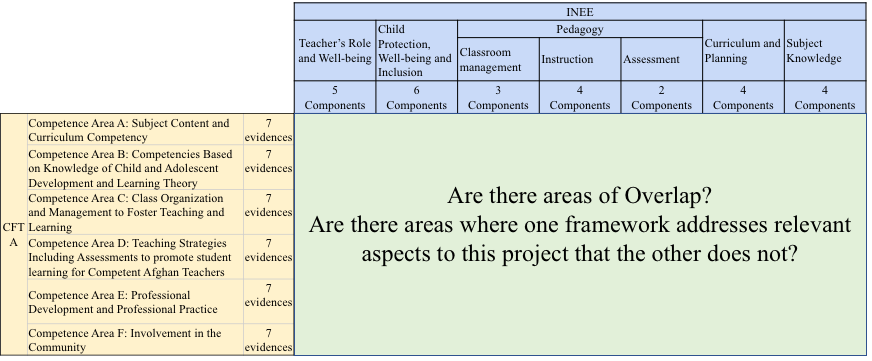 INEE
Teacher's Role
and Well-being
Child
Protection,
Well-being and
Inclusion
Pedagogy
Classroom
management
Instruction
Assessment
Curriculum and
Planning
Subject
Knowledge
5
Components
6
Components
3
Components
4
Components
2
Components
4
Components
4
Components
CFT
A
Competence Area A: Subject Content and
Curriculum Competency
7
evidences
Competence Area B: Competencies Based
on Knowledge of Child and Adolescent
Development and Learning Theory
7
evidences
Competence Area C: Class Organization
and Management to Foster Teaching and
Learning
7
evidences
Competence Area D: Teaching Strategies
Including Assessments to promote student
learning for Competent Afghan Teachers
7
evidences
Competence Area E: Professional
Development and Professional Practice
7
evidences
Competence Area F: Involvement in the
Community
7
evidences
Are there areas of Overlap?
Are there areas where one framework addresses relevant
aspects to this project that the other does not?